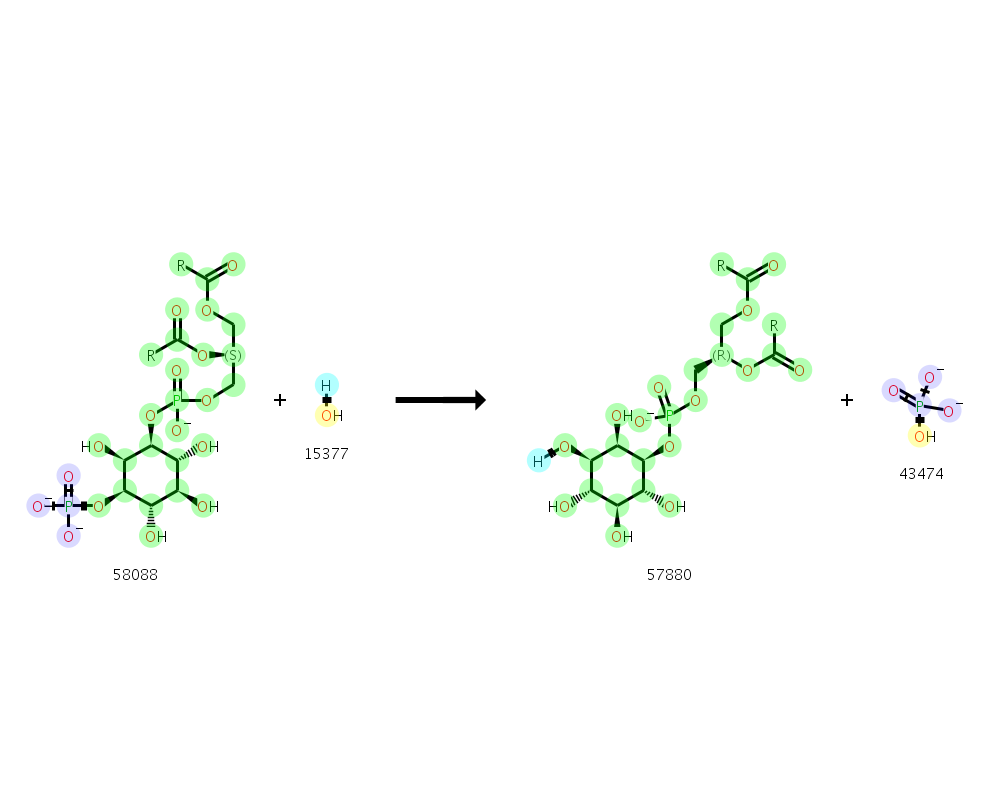 R O R O
O R O
O R
R O (S) (R)
O O O
H
O P O O
+ OH +
O⁻ O P O⁻
O O⁻ P O
HO OH 15377 OH O OH
O H HO 43474
O⁻ P O OH HO OH
O⁻ OH OH
58088 57880